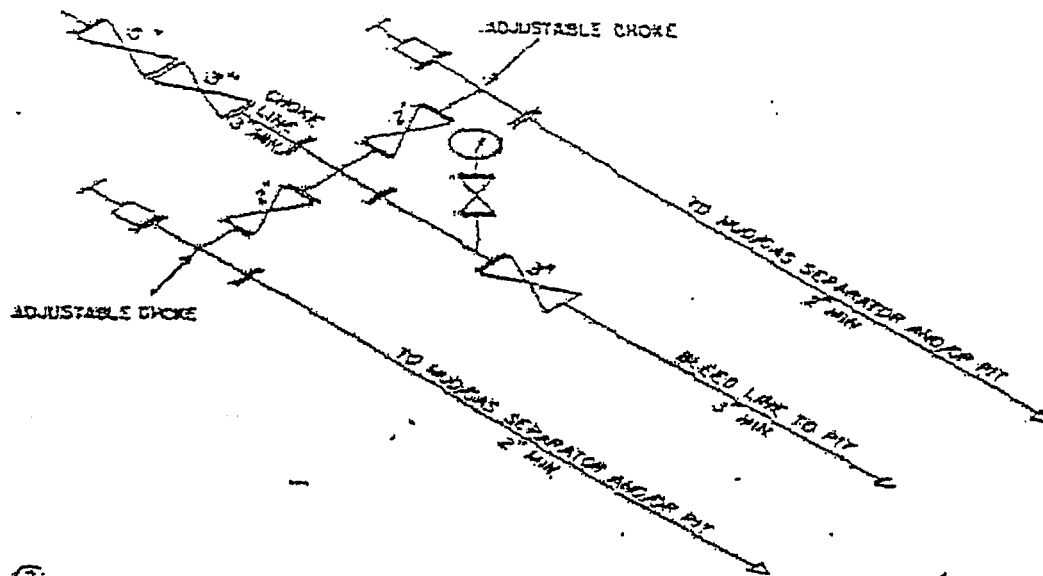 ADJUSTABLE CHOKE
3"
CHOKE
LINE
3" MIN
2"
2"
3"
TO MUD/GAS SEPARATOR AND/OR PIT
2" MIN
ADJUSTABLE CHOKE
BLEED LINE TO PIT
3" MIN
TO MUD/GAS SEPARATOR AND/OR PIT
2" MIN.